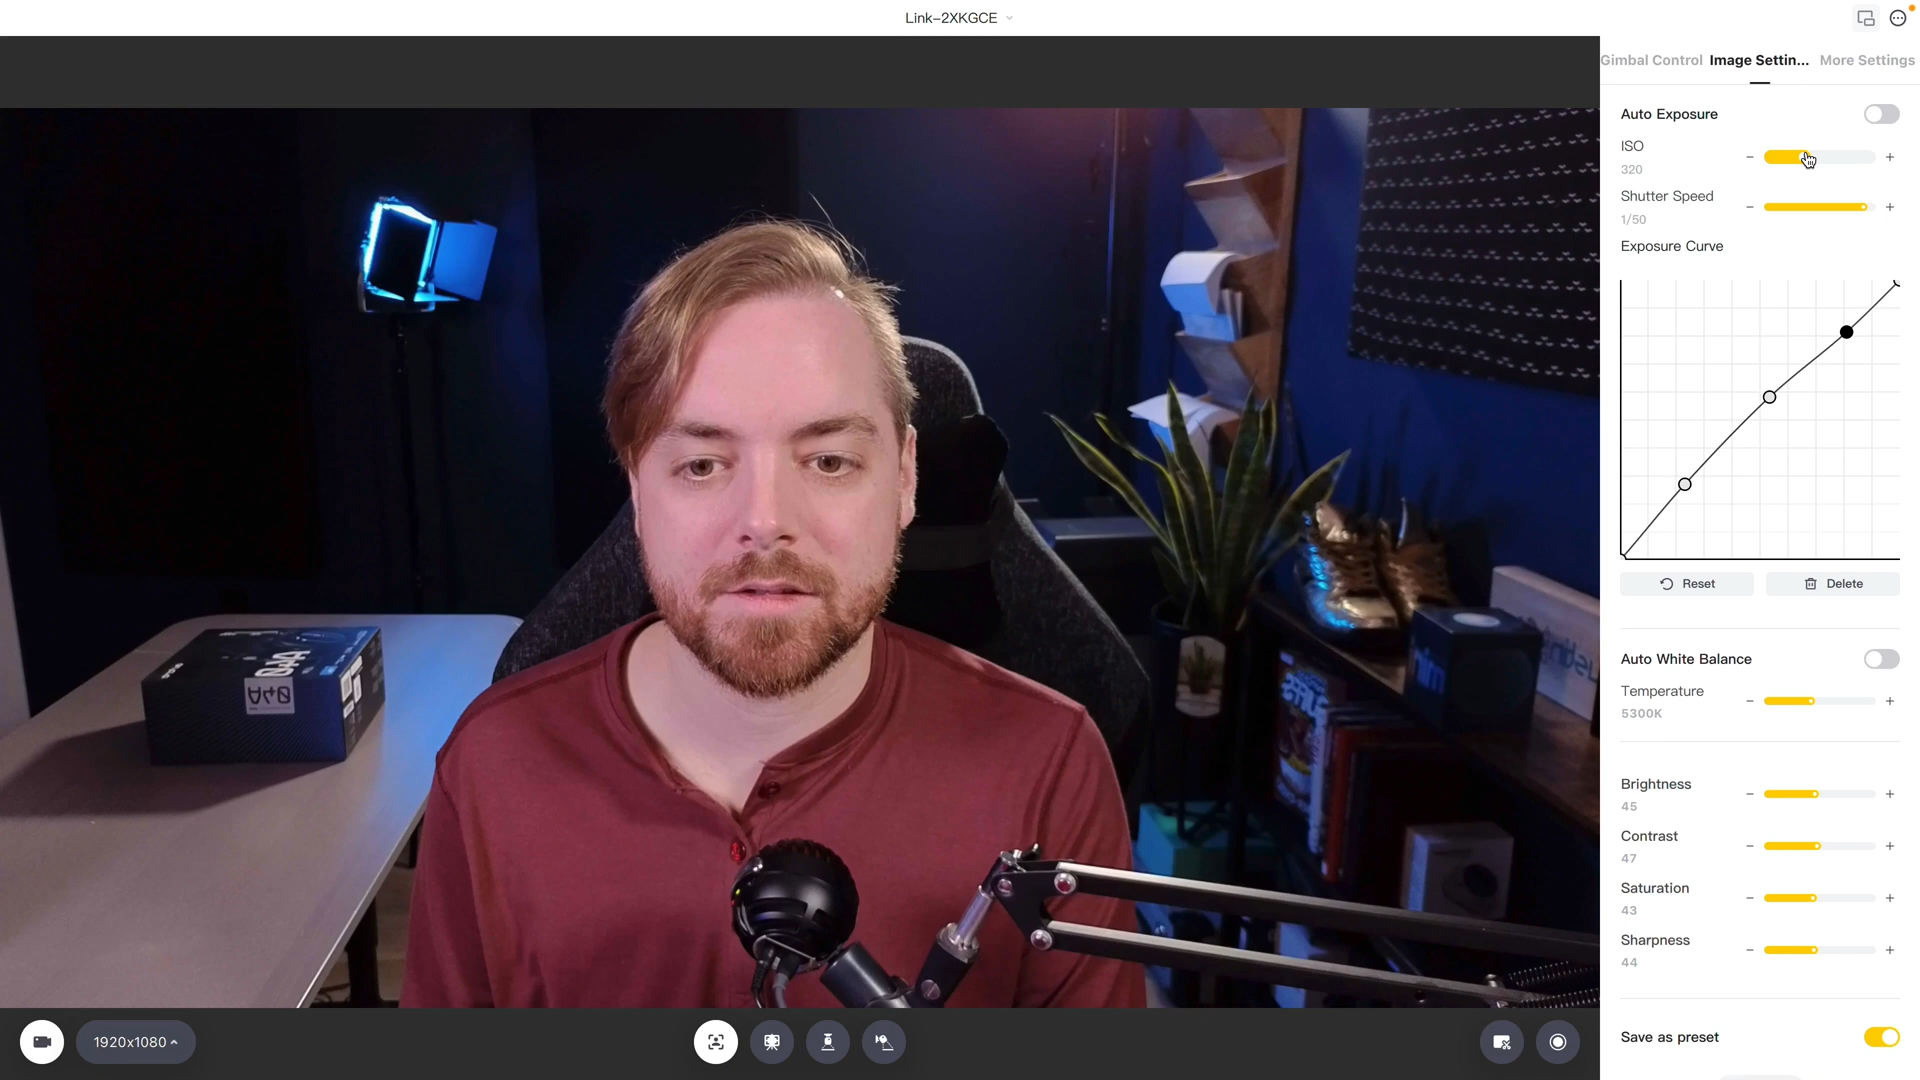 Link-2XKGCE
Gimbal Control Image Settin... More Settings
Auto Exposure
ISO
320
Shutter Speed
1/50
Exposure Curve
Reset Delete
Auto White Balance
Temperature
5300K
Brightness
45
Contrast
47
Saturation
43
Sharpness
44
Save as preset
1920x1080